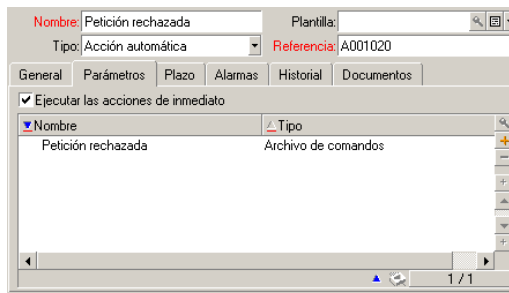 Nombre: Petición rechazada Plantilla:
Tipo: Acción automática Referencia: A001020
General Parámetros Plazo Alarmas Historial Documentos
Ejecutar las acciones de inmediato
Nombre Tipo
Petición rechazada Archivo de comandos
1 / 1